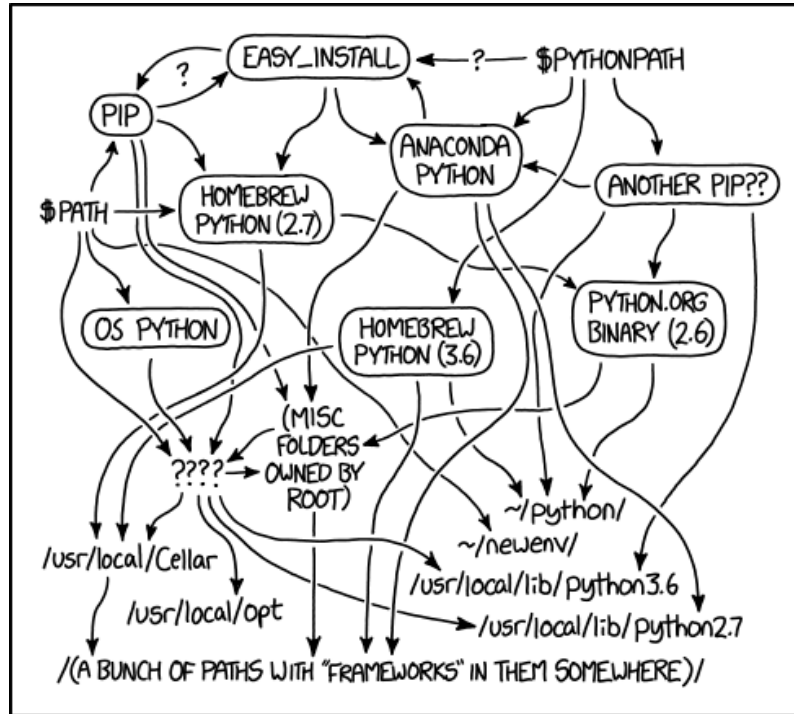 EASY_INSTALL
?
$PYTHONPATH
?
PIP
ANACONDA
PYTHON
ANOTHER PIP??
HOMEBREW
PYTHON (2.7)
$PATH
OS PYTHON
HOMEBREW
PYTHON (3.6)
PYTHON.ORG
BINARY (2.6)
(MISC
FOLDERS
OWNED BY
ROOT)
????
~/python/
~/newenv/
/usr/local/Cellar
/usr/local/lib/python3.6
/usr/local/opt
/usr/local/lib/python2.7
/(A BUNCH OF PATHS WITH "FRAMEWORKS" IN THEM SOMEWHERE)/